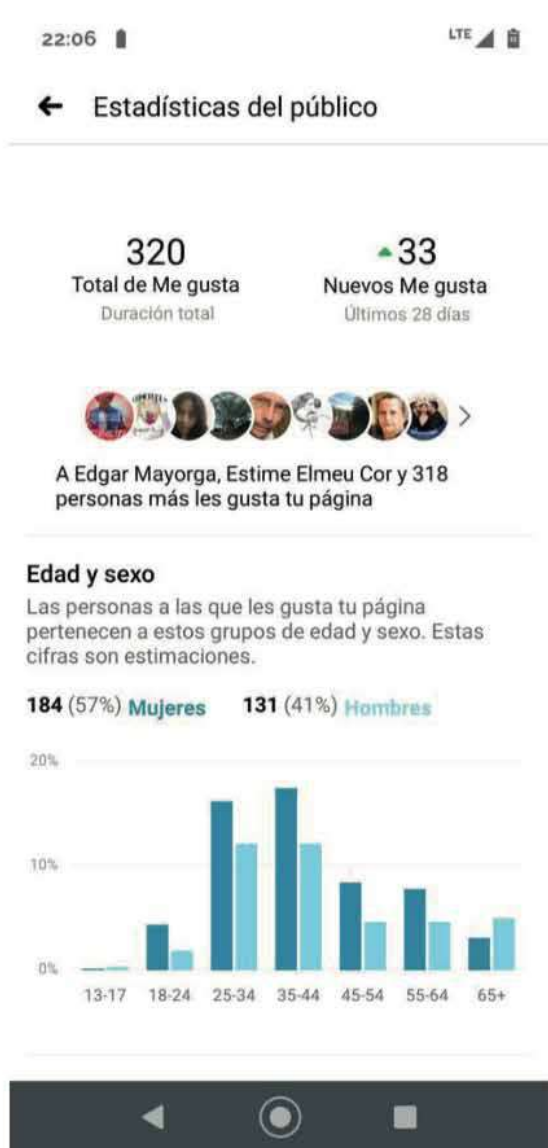 22:06
LTE
Estadísticas del público
320
Total de Me gusta
Duración total
33
Nuevos Me gusta
Últimos 28 días
A Edgar Mayorga, Estime Elmeu Cor y 318
personas más les gusta tu página
Edad y sexo
Las personas a las que les gusta tu página
pertenecen a estos grupos de edad y sexo. Estas
cifras son estimaciones.
184 (57%) Mujeres 131 (41%) Hombres
20%
10%
0%
13-17 18-24 25-34 35-44 45-54 55-64 65+